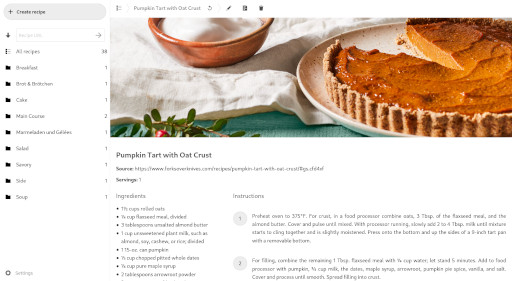 Create recipe
Pumpkin Tart with Oat Crust
Recipe URL
All recipes 38
Breakfast 1
Brot & Brötchen 1
Cake 1
Main Course 2
Marmeladen und Gelees 1
Salad 1
Savory 1
Side 1
Soup 1
Settings
Pumpkin Tart with Oat Crust
Source: https://www.forksoverknives.com/recipes/pumpkin-tart-with-oat-crust/
Servings: 1
Ingredients
• 1½ cups rolled oats
• ¼ cup flaxseed meal, divided
• 3 tablespoons unsalted almond butter
• 1 cup unsweetened plant milk, such as
almond, soy, cashew, or rice; divided
• 1 15-oz. can pumpkin
• ½ cup chopped pitted whole dates
• ¼ cup pure maple syrup
• 2 tablespoons arrowroot powder
Instructions
1
Preheat oven to 375°F. For crust, in a food processor combine oats, 3 Tbsp. of the flaxseed meal, and the
almond butter. Cover and pulse until mixed. With processor running, slowly add 2 to 4 Tbsp. milk until mixture
starts to cling together and is slightly moistened. Press onto the bottom and up the sides of a 9-inch tart pan
with a removable bottom.
2
For filling, combine the remaining 1 Tbsp. flaxseed meal with ¼ cup water; let stand 5 minutes. Add to food
processor with pumpkin, ¾ cup milk, the dates, maple syrup, arrowroot, pumpkin pie spice, vanilla, and salt.
Cover and process until smooth. Spread filling into crust.